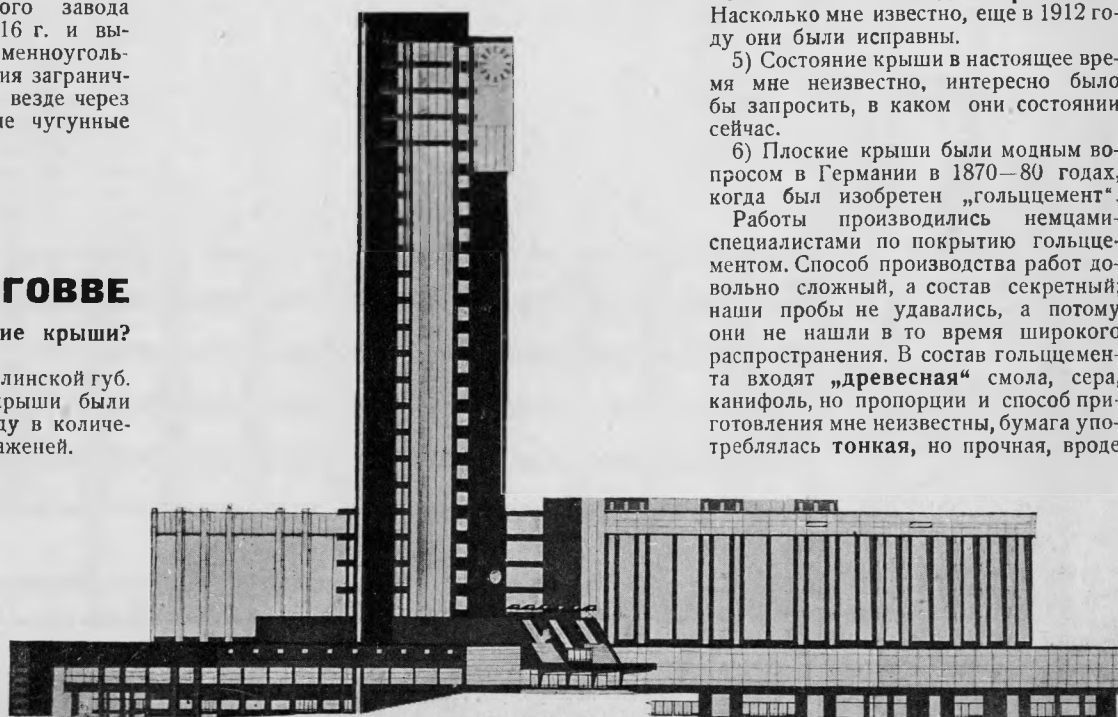 ого завода
16 г. и вы-
менноуголь-
ия загранич-
везде через
ые чугунные
ГОВВЕ
ие крыши?
линской губ.
крыши были
ду в количе-
аженей.
Насколько мне известно, еще в 1912 го-
ду они были исправны.
5) Состояние крыши в настоящее вре-
мя мне неизвестно, интересно было
бы запросить, в каком они состоянии
сейчас.
6) Плоские крыши были модным во-
просом в Германии в 1870—80 годах,
когда был изобретен „гольццемент“.
Работы производились немцами-
специалистами по покрытию гольцце-
ментом. Способ производства работ до-
вольно сложный, а состав секретный;
наши пробы не удавались, а потому
они не нашли в то время широкого
распространения. В состав гольццемен-
та входят „древесная“ смола, сера,
канифоль, но пропорции и способ при-
готовления мне неизвестны, бумага упо-
треблялась тонкая, но прочная, вроде